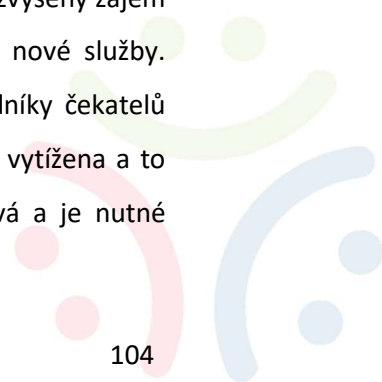 zvýšený zájem
nové služby.
dníky čekatelů
vytížena a to
vá a je nutné
104